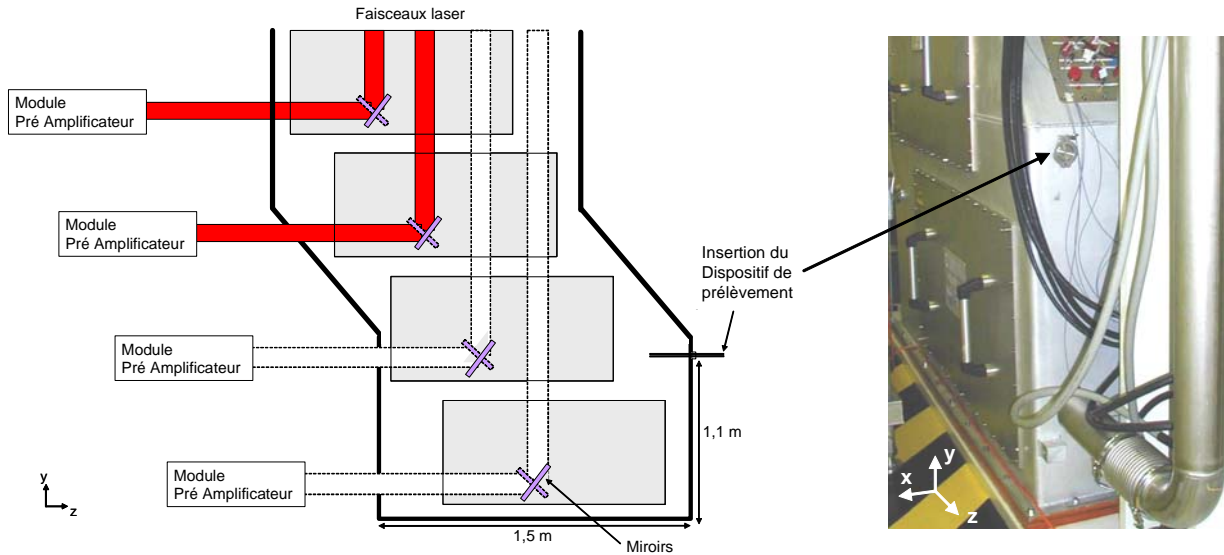 Faisceaux laser
Module
Pré Amplificateur
Module
Pré Amplificateur
Insertion du
Dispositif de
prélèvement
Module
Pré Amplificateur
1,1 m
Module
Pré Amplificateur
y
z
1,5 m
Miroirs
y
x
z